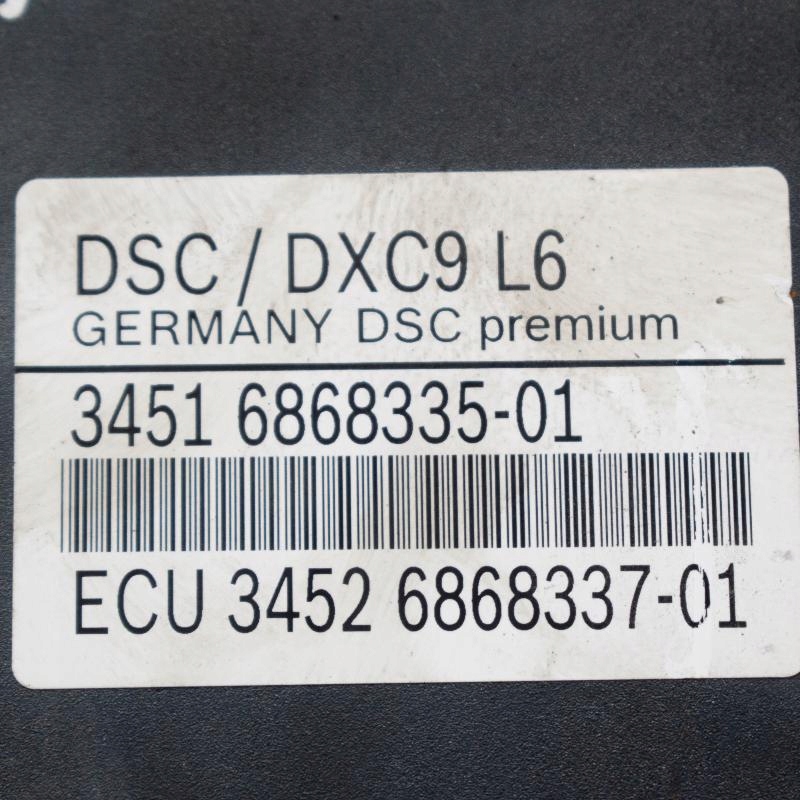 DSC / DXC9 L6
GERMANY DSC premium
3451 6868335-01
ECU 3452 6868337-01